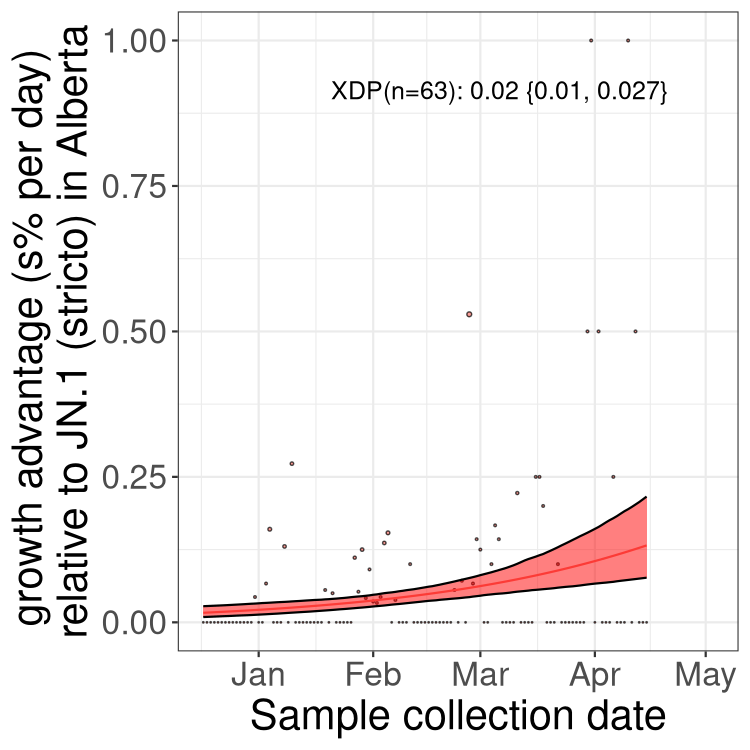 growth advantage (s% per day)
relative to JN.1 (stricto) in Alberta
1.00
0.75
0.50
0.25
0.00
XDP(n=63): 0.02 {0.01, 0.027}
Jan Feb Mar Apr May
Sample collection date